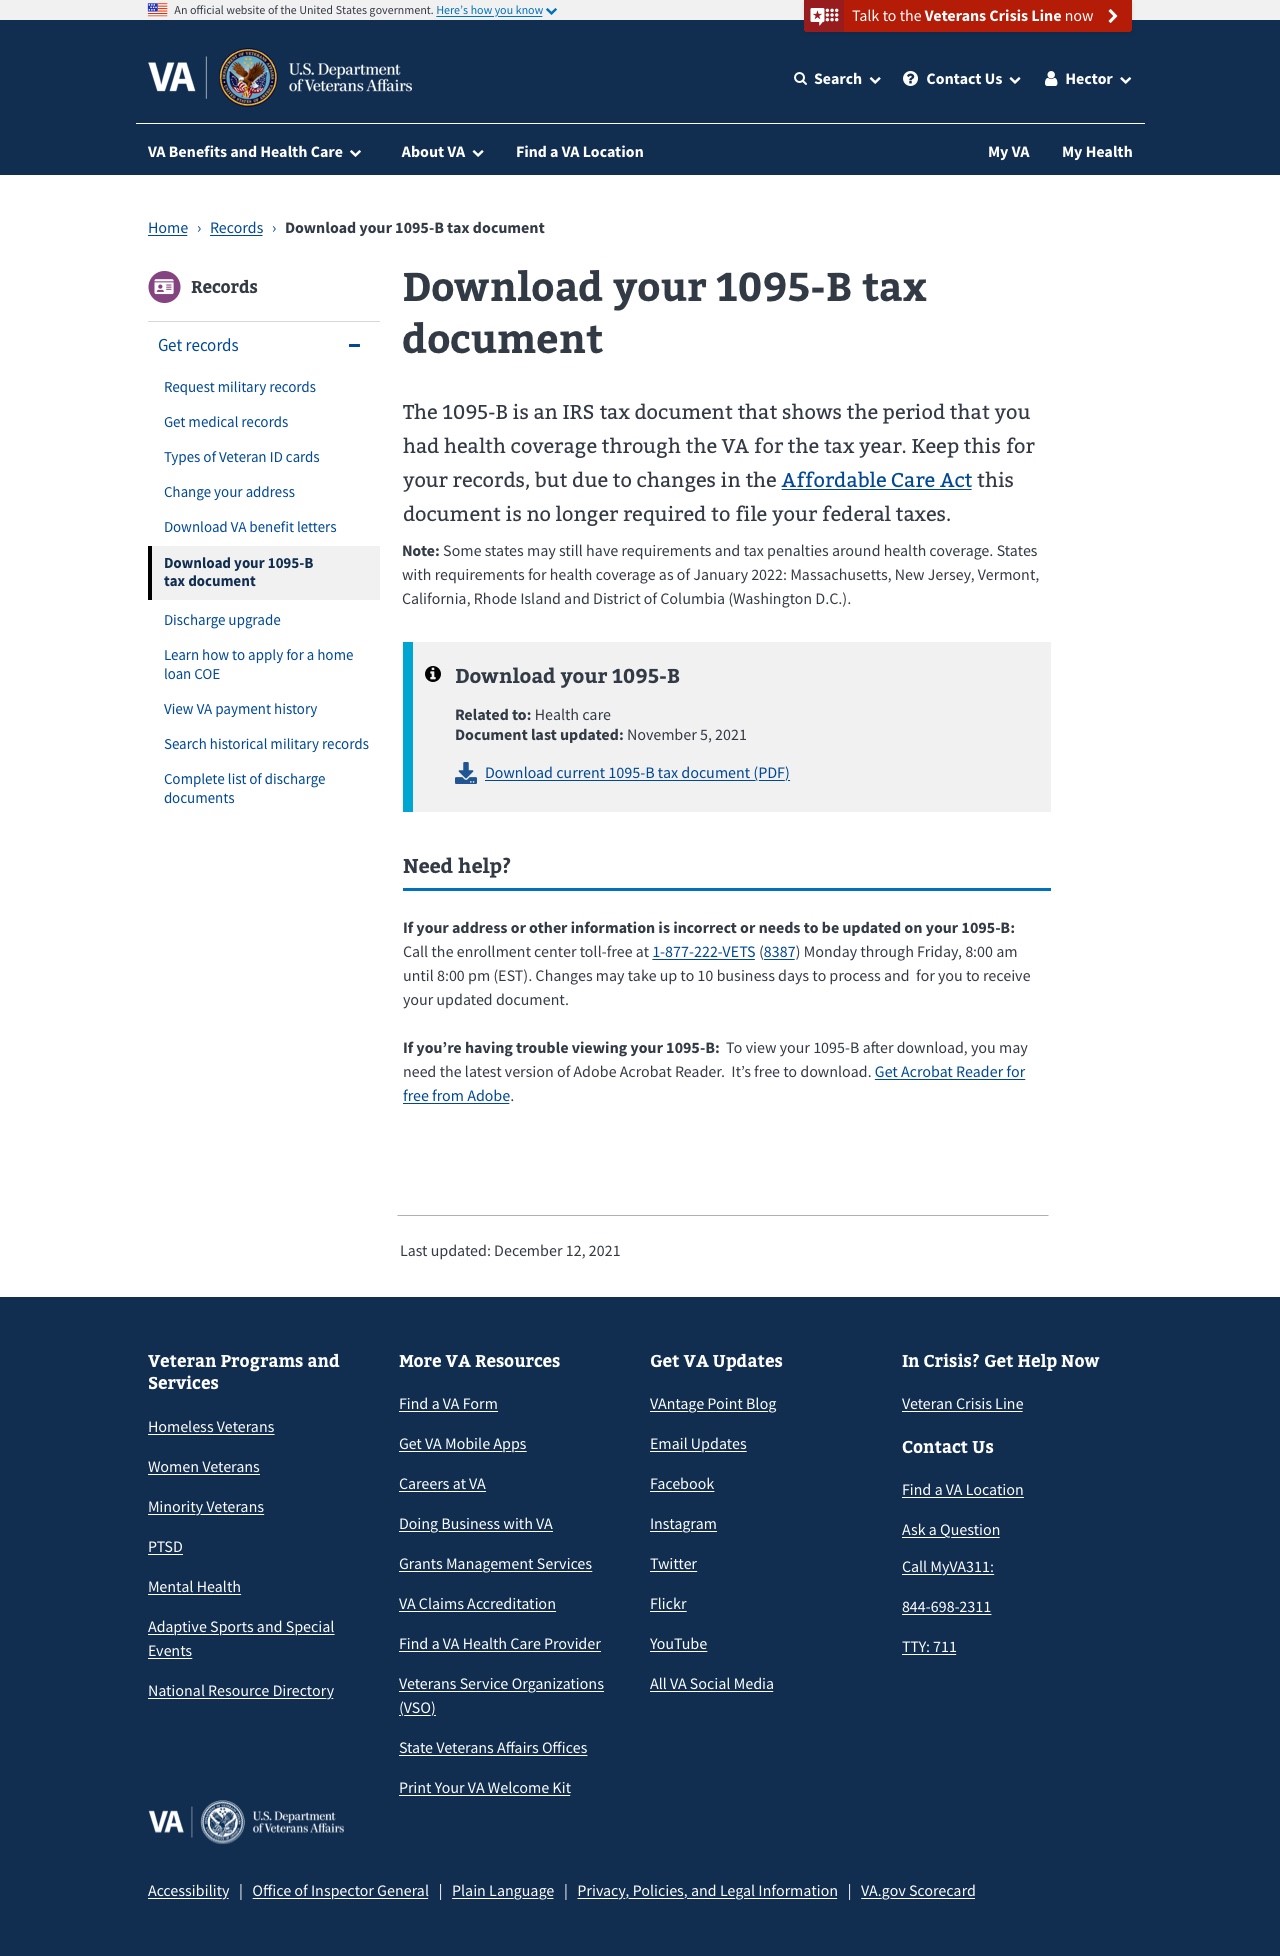 An official website of the United States government. Here's how you know
Talk to the Veterans Crisis Line now
VA
U.S. Department
of Veterans Affairs
Search
Contact Us
Hector
VA Benefits and Health Care
About VA
Find a VA Location
My VA
My Health
Home › Records › Download your 1095-B tax document
Records
Get records
Request military records
Get medical records
Types of Veteran ID cards
Change your address
Download VA benefit letters
Download your 1095-B
tax document
Discharge upgrade
Learn how to apply for a home
loan COE
View VA payment history
Search historical military records
Complete list of discharge
documents
Download your 1095-B tax
document
The 1095-B is an IRS tax document that shows the period that you
had health coverage through the VA for the tax year. Keep this for
your records, but due to changes in the Affordable Care Act this
document is no longer required to file your federal taxes.
Note: Some states may still have requirements and tax penalties around health coverage. States
with requirements for health coverage as of January 2022: Massachusetts, New Jersey, Vermont,
California, Rhode Island and District of Columbia (Washington D.C.).
Download your 1095-B
Related to: Health care
Document last updated: November 5, 2021
Download current 1095-B tax document (PDF)
Need help?
If your address or other information is incorrect or needs to be updated on your 1095-B:
Call the enrollment center toll-free at 1-877-222-VETS (8387) Monday through Friday, 8:00 am
until 8:00 pm (EST). Changes may take up to 10 business days to process and  for you to receive
your updated document.
If you’re having trouble viewing your 1095-B:  To view your 1095-B after download, you may
need the latest version of Adobe Acrobat Reader.  It’s free to download. Get Acrobat Reader for
free from Adobe.
Last updated: December 12, 2021
Veteran Programs and
Services
Homeless Veterans
Women Veterans
Minority Veterans
PTSD
Mental Health
Adaptive Sports and Special
Events
National Resource Directory
More VA Resources
Find a VA Form
Get VA Mobile Apps
Careers at VA
Doing Business with VA
Grants Management Services
VA Claims Accreditation
Find a VA Health Care Provider
Veterans Service Organizations
(VSO)
State Veterans Affairs Offices
Print Your VA Welcome Kit
Get VA Updates
VAntage Point Blog
Email Updates
Facebook
Instagram
Twitter
Flickr
YouTube
All VA Social Media
In Crisis? Get Help Now
Veteran Crisis Line
Contact Us
Find a VA Location
Ask a Question
Call MyVA311:
844-698-2311
TTY: 711
VA
U.S. Department
of Veterans Affairs
Accessibility | Office of Inspector General | Plain Language | Privacy, Policies, and Legal Information | VA.gov Scorecard